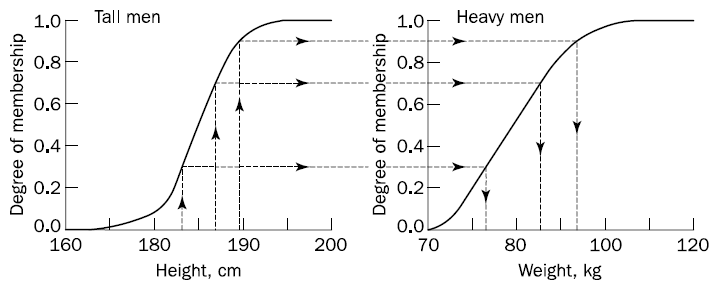 Tall men
Degree of membership
1.0
0.8
0.6
0.4
0.2
0.0
160 180 190 200
Height, cm
Heavy men
Degree of membership
1.0
0.8
0.6
0.4
0.2
0.0
70 80 100 120
Weight, kg